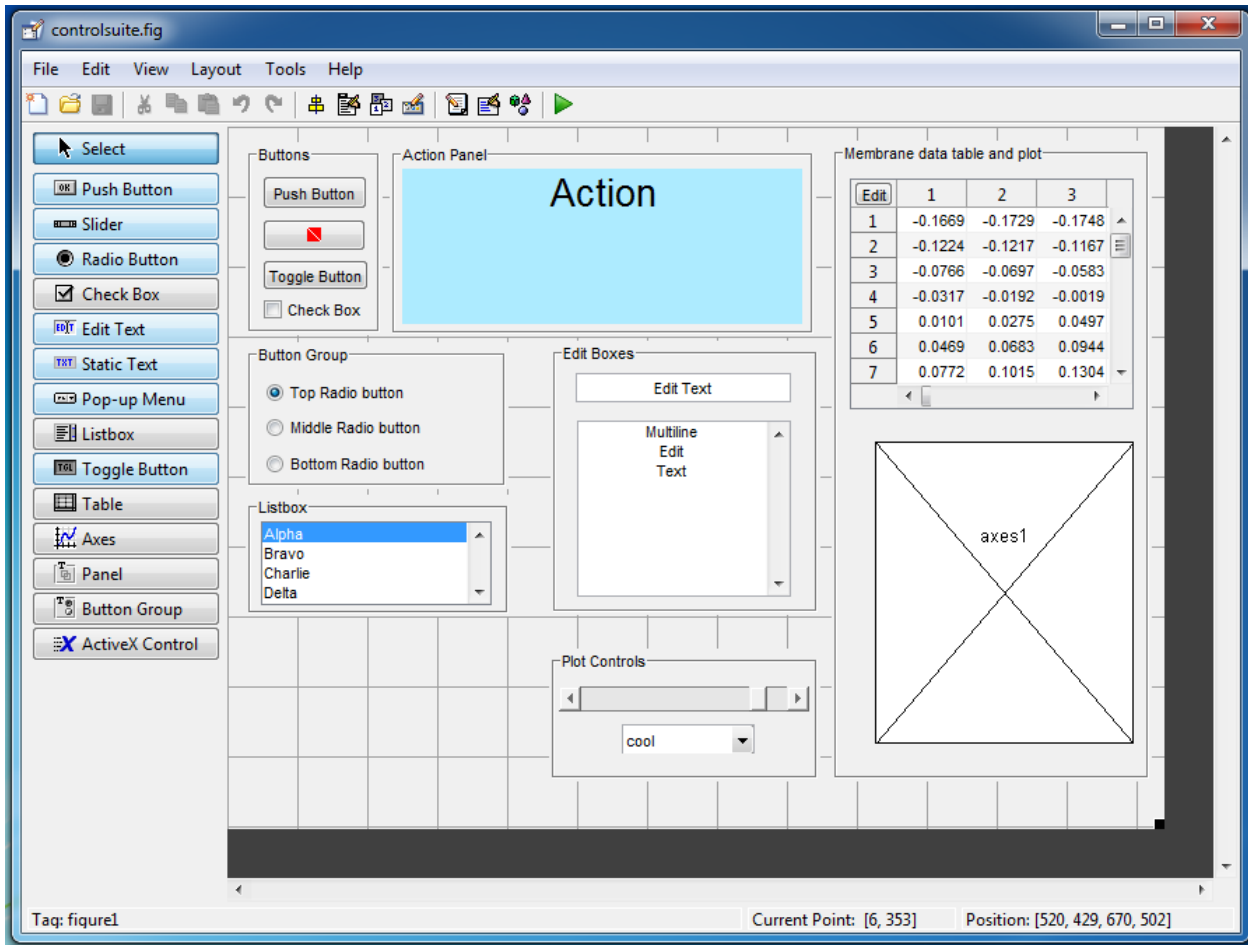 controlsuite.fig
File Edit View Layout Tools Help
Select
OK Push Button
Slider
Radio Button
Check Box
EDIT Edit Text
TXT Static Text
Pop-up Menu
Listbox
TGL Toggle Button
Table
Axes
Panel
Button Group
ActiveX Control
Buttons
Push Button
Toggle Button
Check Box
Action Panel
Action
Button Group
Top Radio button
Middle Radio button
Bottom Radio button
Listbox
Alpha
Bravo
Charlie
Delta
Edit Boxes
Edit Text
Multiline
Edit
Text
Plot Controls
cool
Membrane data table and plot
Edit 1 2 3
1 -0.1669 -0.1729 -0.1748
2 -0.1224 -0.1217 -0.1167
3 -0.0766 -0.0697 -0.0583
4 -0.0317 -0.0192 -0.0019
5 0.0101 0.0275 0.0497
6 0.0469 0.0683 0.0944
7 0.0772 0.1015 0.1304
axes1
Tag: figure1
Current Point: [6, 353]
Position: [520, 429, 670, 502]